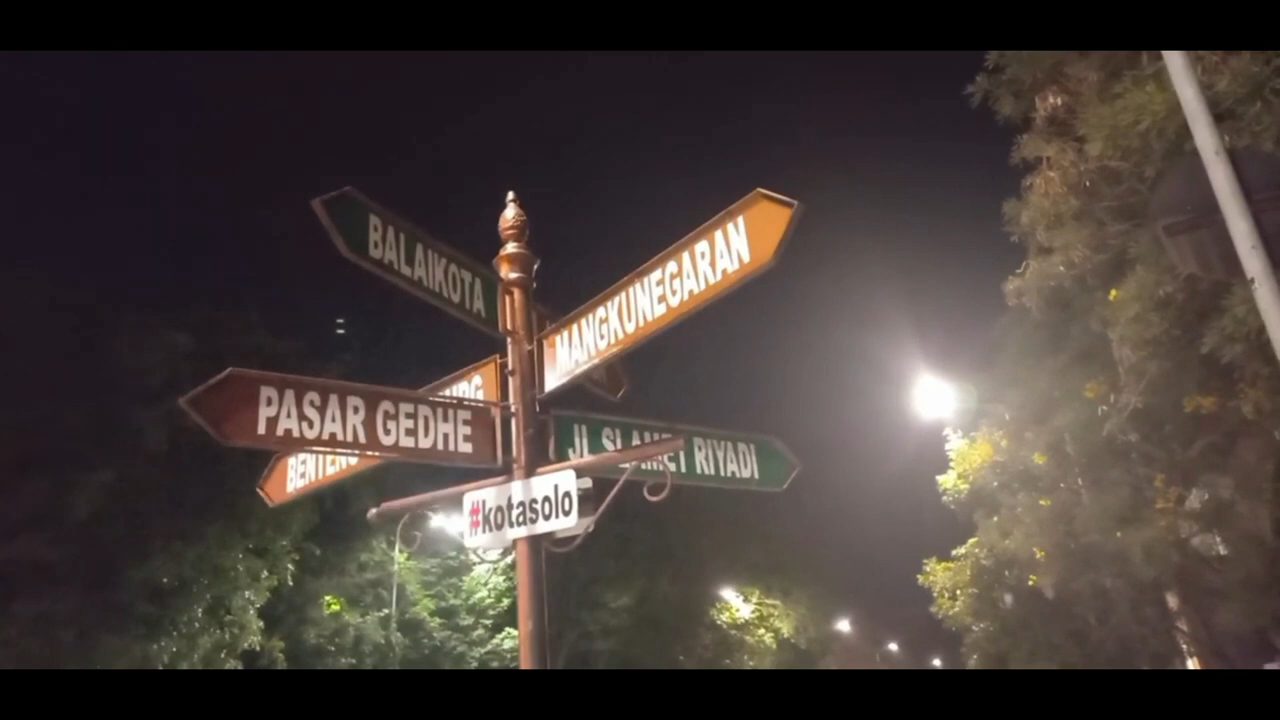 BALAIKOTA
MANGKUNEGARAN
PASAR GEDHE
JL SLAMET RIYADI
#kotasolo